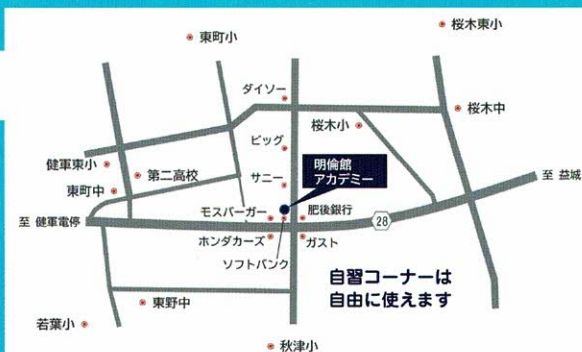 桜木東小
東町小
ダイソー
桜木中
桜木小
ビッグ
明倫館
アカデミー
健軍東小
第二高校
サニー
至 益城
東町中
モスバーガー
肥後銀行
至 健軍電停
28
ホンダカーズ
ガスト
ソフトバンク
自習コーナーは
自由に使えます
東野中
若葉小
秋津小